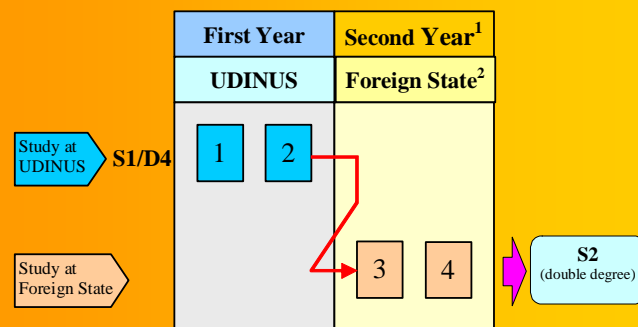 First Year Second Year¹
UDINUS Foreign State²
Study at
UDINUS
S1/D4
1 2
Study at
Foreign State
3 4
S2
(double degree)